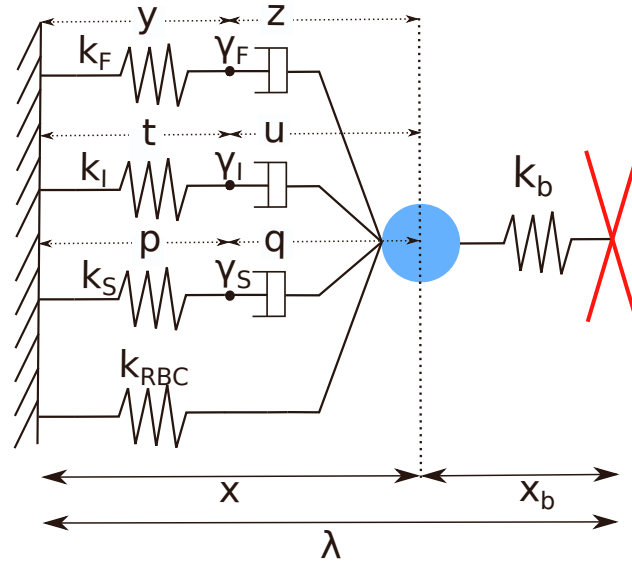 y z
k_F γ_F
t u
k_I γ_I
k_b
p q
k_S γ_S
k_RBC
x x_b
λ